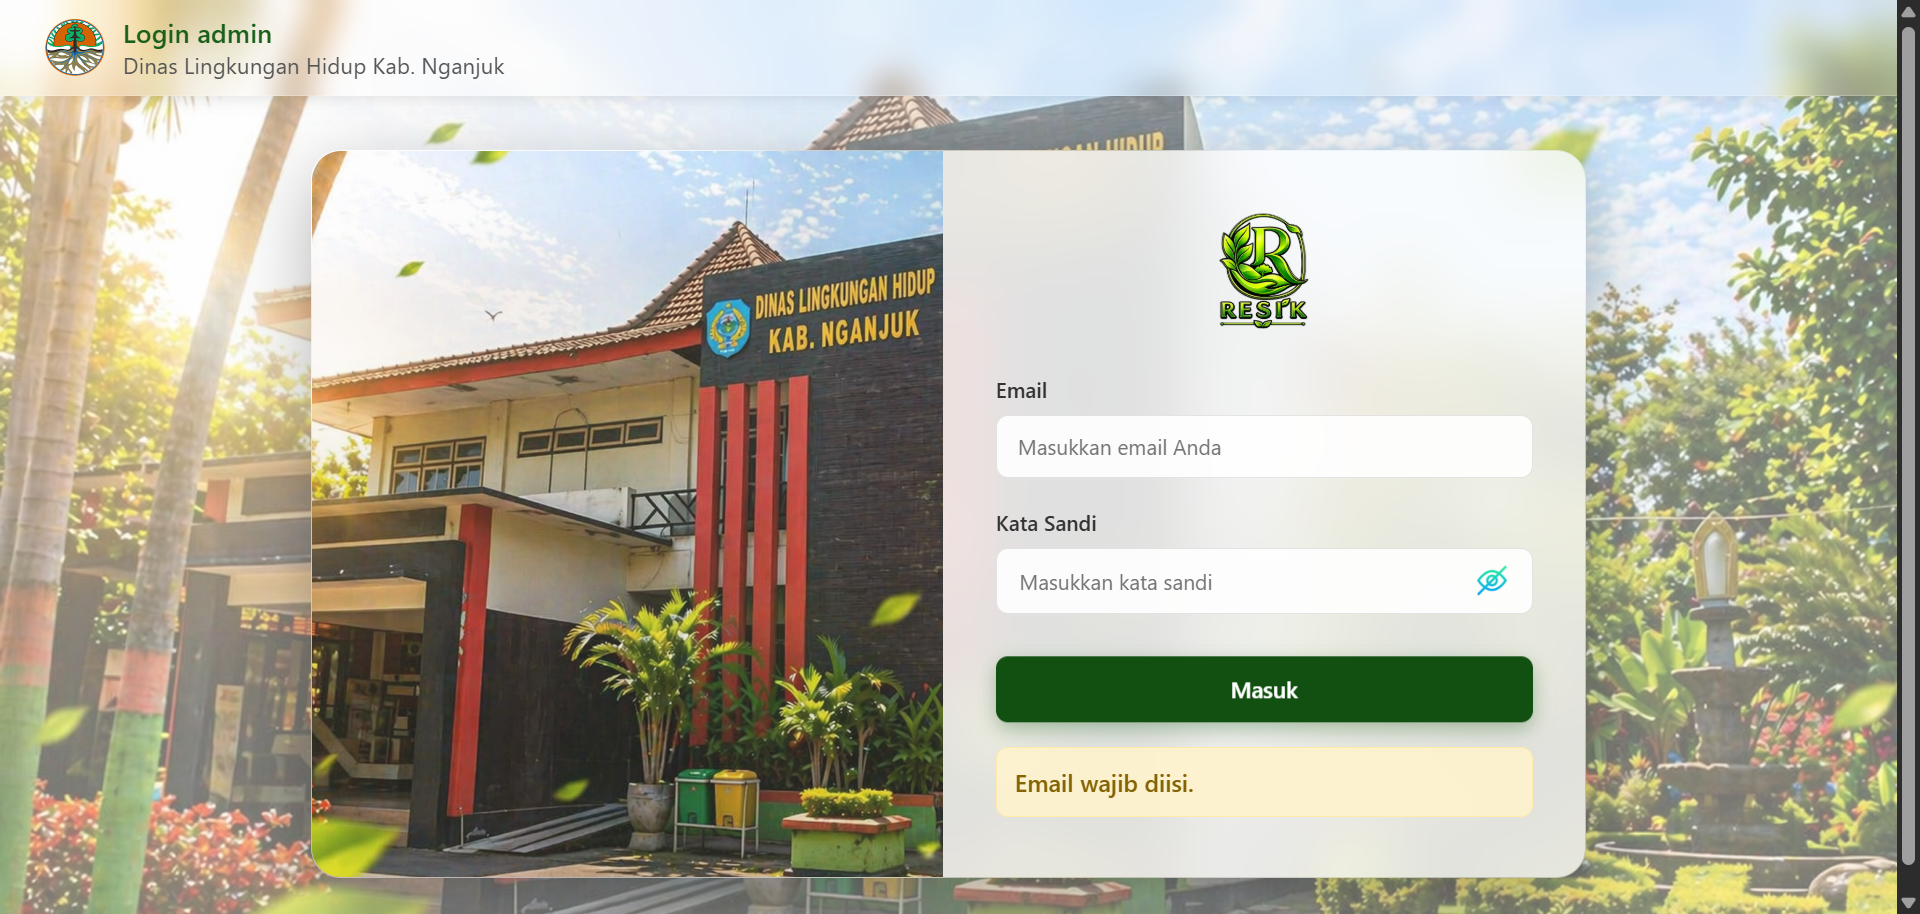 Login admin
Dinas Lingkungan Hidup Kab. Nganjuk
DINAS LINGKUNGAN HIDUP
KAB. NGANJUK
RESIK
Email
Masukkan email Anda
Kata Sandi
Masukkan kata sandi
Masuk
Email wajib diisi.